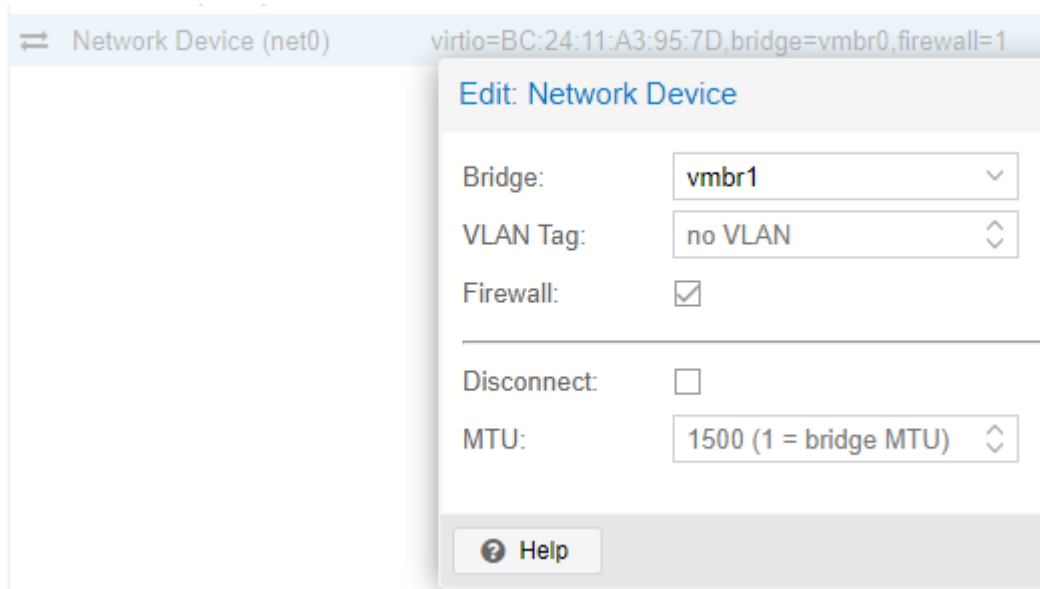 Network Device (net0) virtio=BC:24:11:A3:95:7D,bridge=vmbr0,firewall=1
Edit: Network Device
Bridge: vmbr1
VLAN Tag: no VLAN
Firewall:
Disconnect:
MTU: 1500 (1 = bridge MTU)
Help